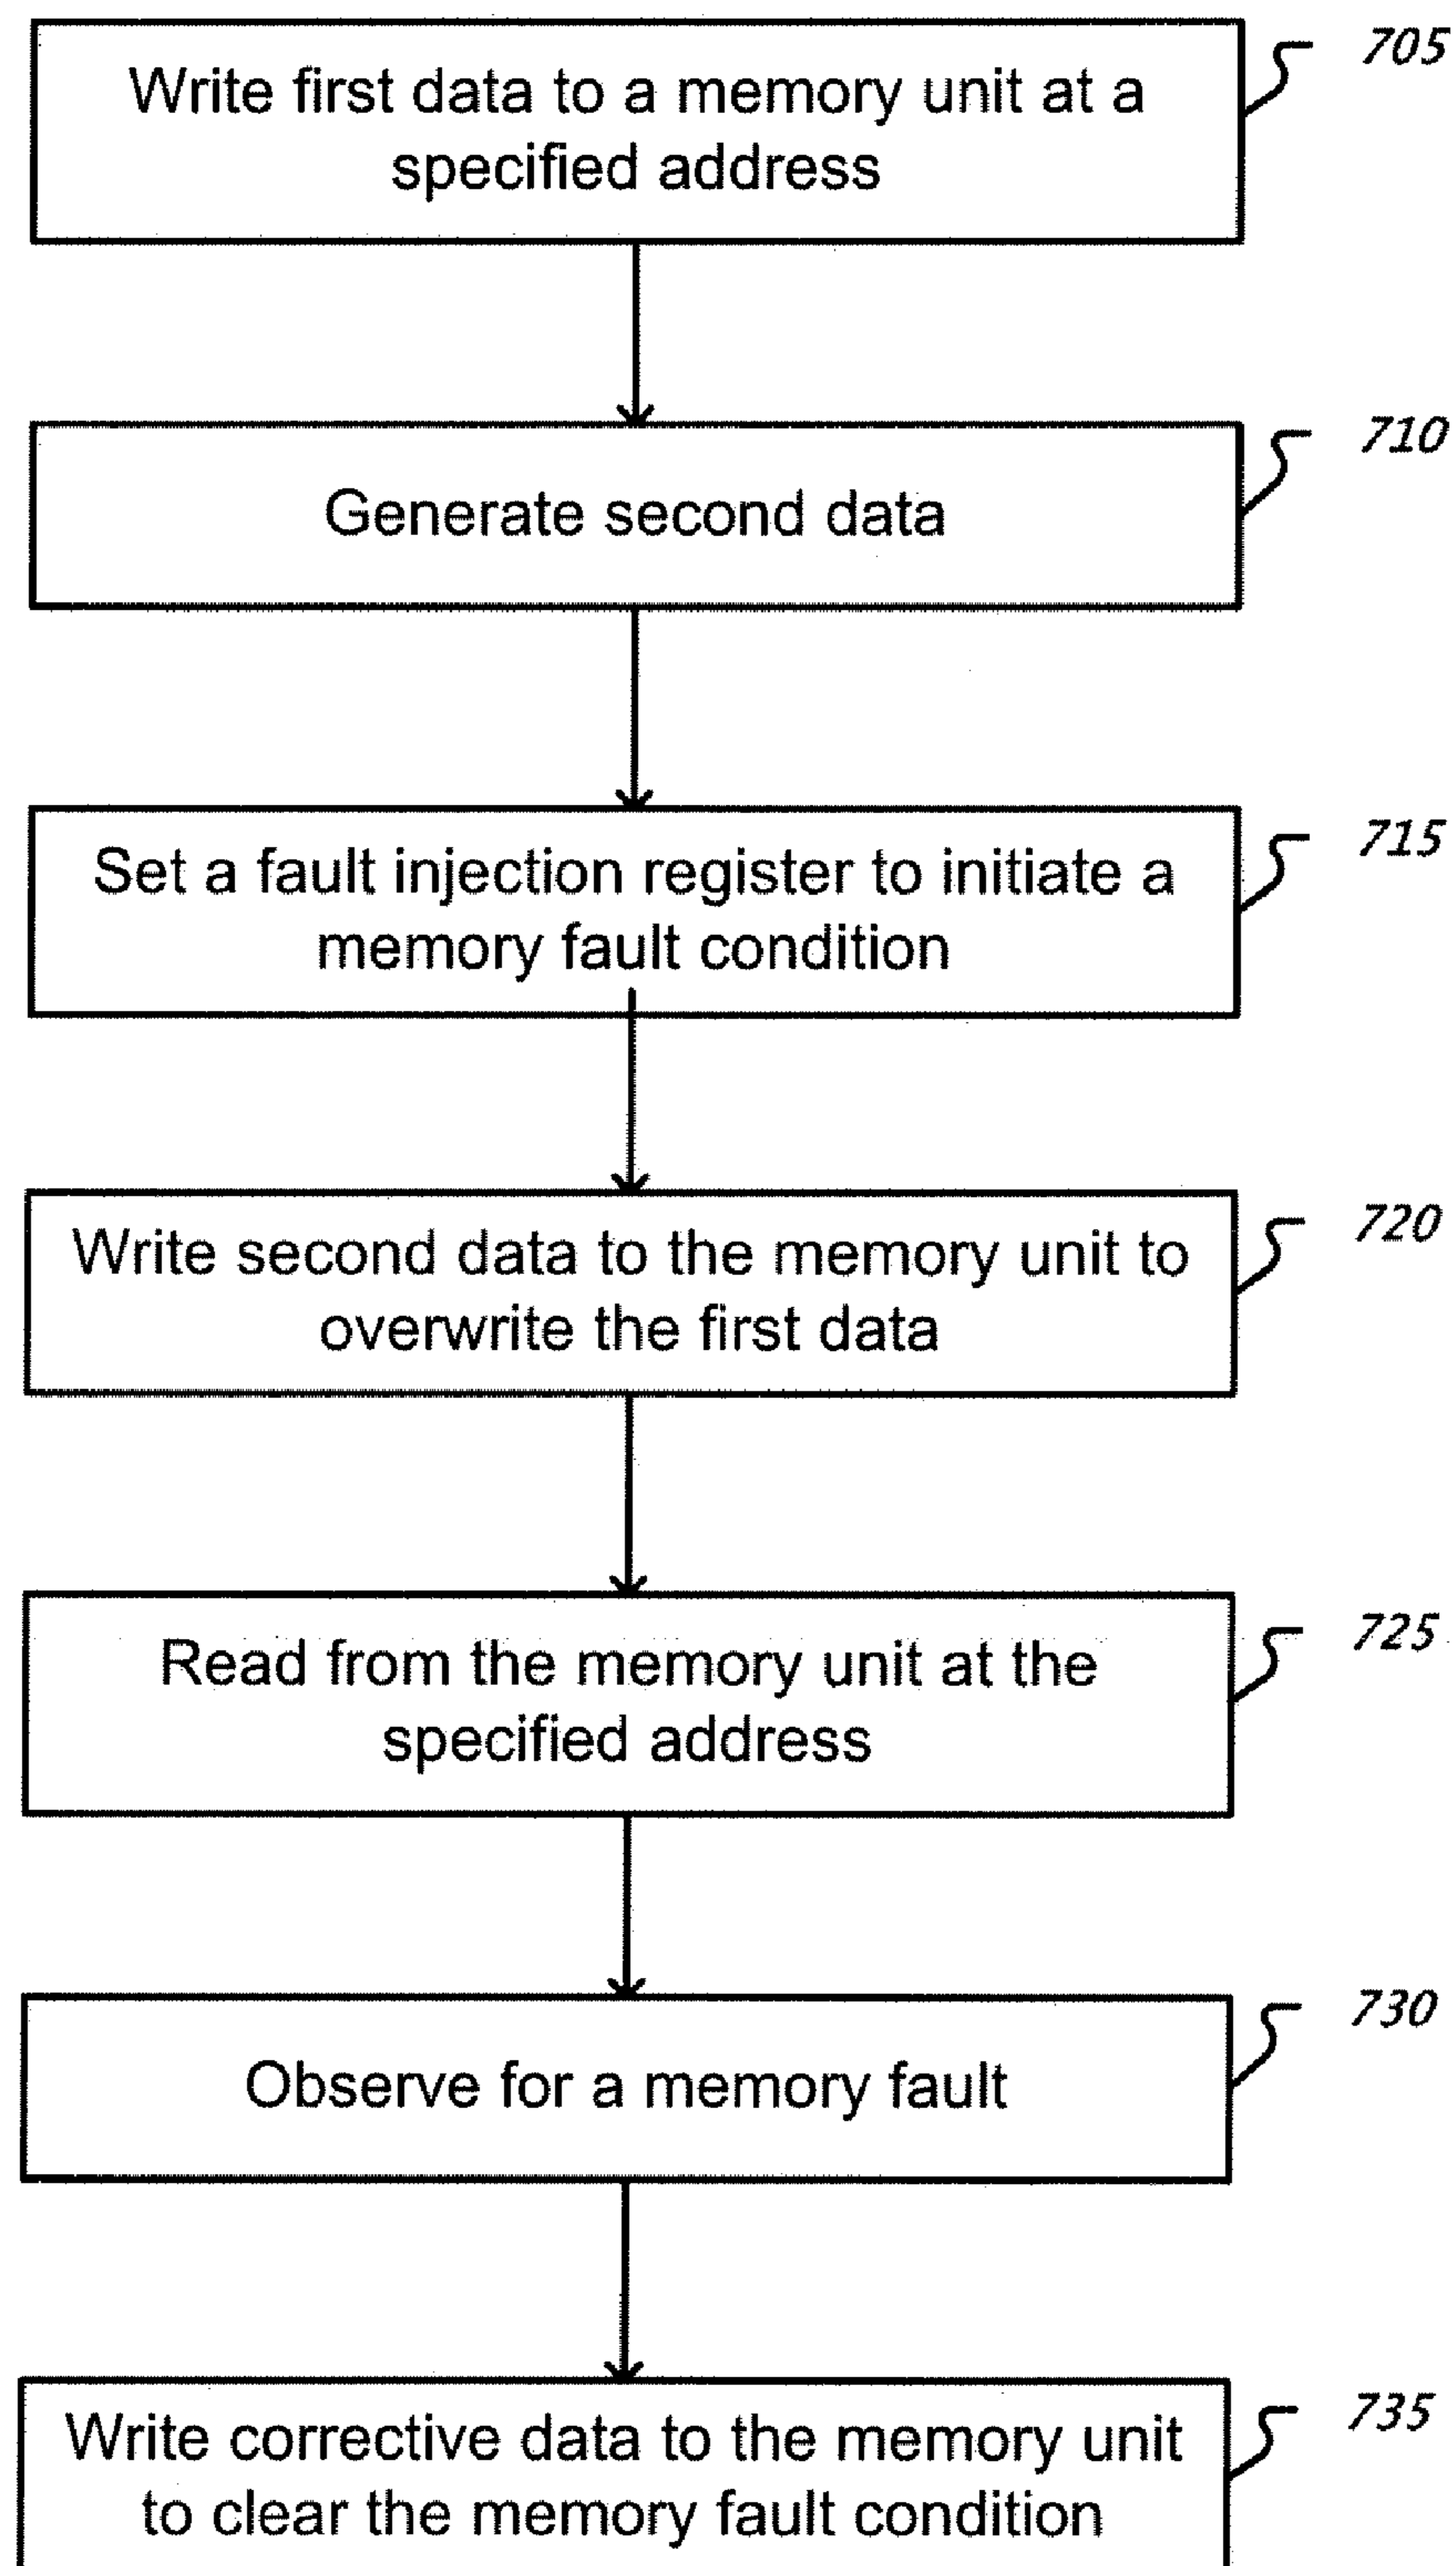 705
Write first data to a memory unit at a
specified address
710
Generate second data
715
Set a fault injection register to initiate a
memory fault condition
720
Write second data to the memory unit to
overwrite the first data
725
Read from the memory unit at the
specified address
730
Observe for a memory fault
735
Write corrective data to the memory unit
to clear the memory fault condition